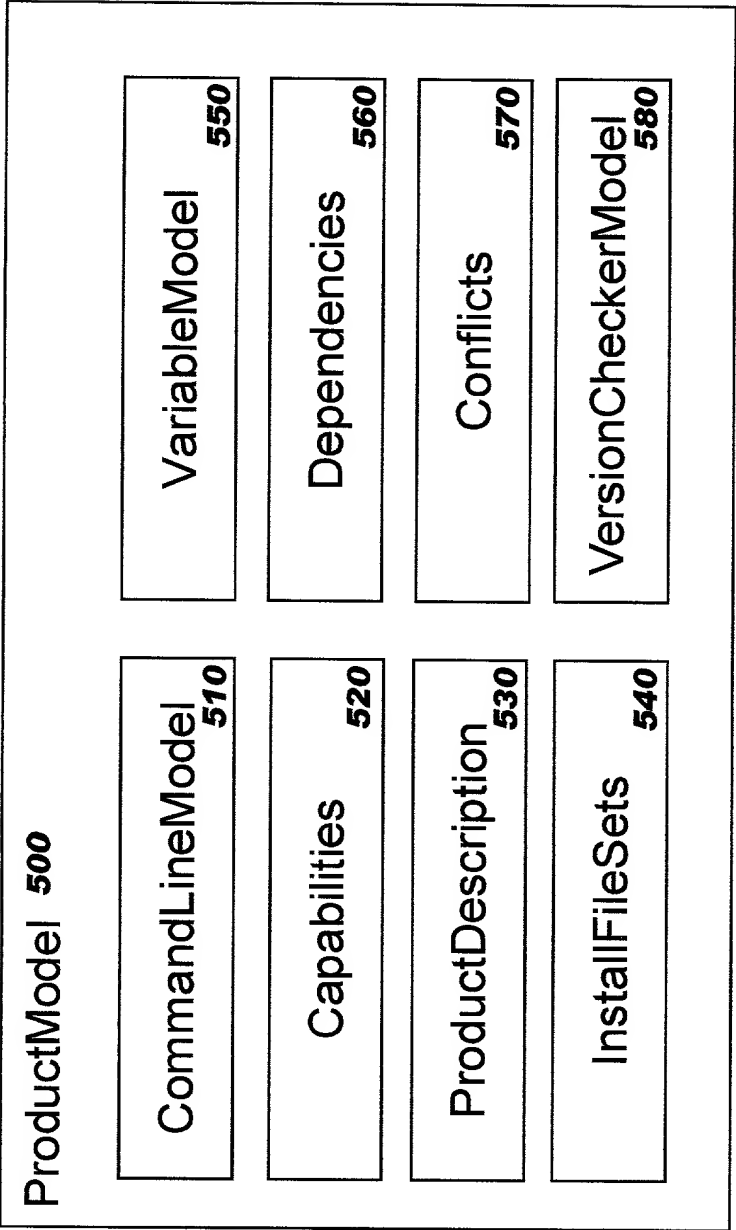 ProductModel 500
CommandLineModel
510
Capabilities
520
ProductDescription
530
InstallFileSets
540
VariableModel
550
Dependencies
560
Conflicts
570
VersionCheckerModel
580